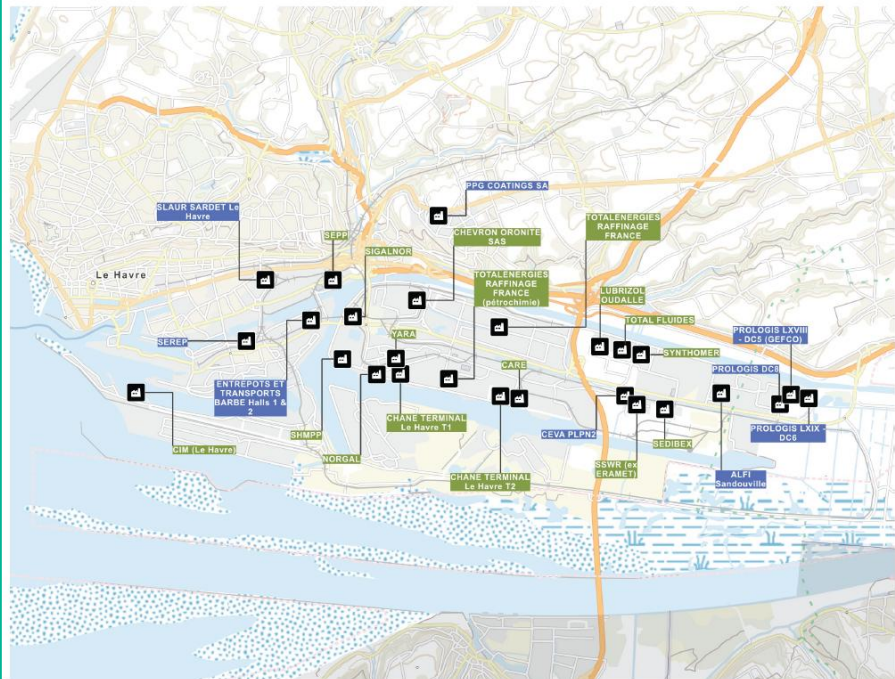 PPG COATINGS SA
SLAUR SARDET Le
Havre
CHEVRON ORONITE
SAS
TOTALENERGIES
RAFFINAGE
FRANCE
SEPP
SIGALNOR
Le Havre
TOTALENERGIES
RAFFINAGE
FRANCE
(pétrochimie)
LUBRIZOL
OUDALLE
TOTAL FLUIDES
PROLOGIS LXVIII
- DC5 (GEFCO)
SEREP
YARA
SYNTHOMER
CARE
PROLOGIS DC8
ENTREPOTS ET
TRANSPORTS
BARBE Halls 1 &
2
CIM (Le Havre)
SHMPP
NORGAL
CHANE TERMINAL
Le Havre T1
CEVA PLPN2
SEDIBEX
PROLOGIS LXIX -
DC6
SSWR (ex
ERAMET)
CHANE TERMINAL
Le Havre T2
ALFI
Sandouville